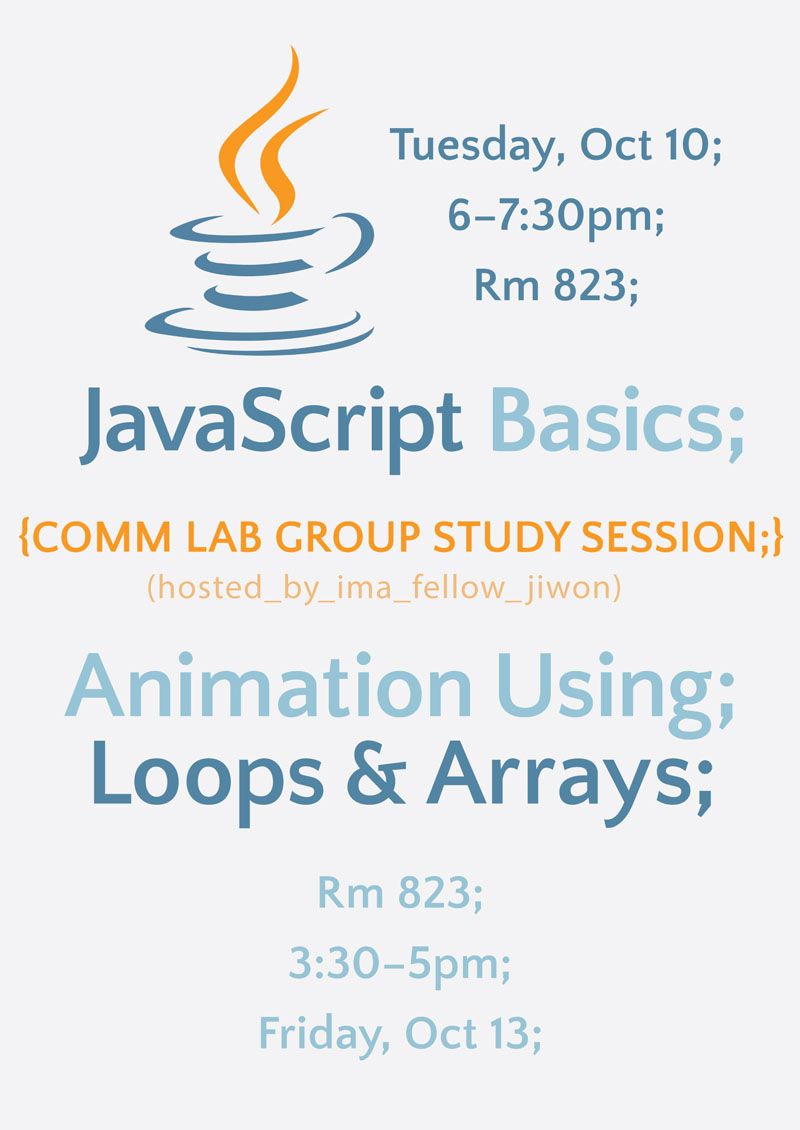 Tuesday, Oct 10;
6–7:30pm;
Rm 823;
JavaScript Basics;
{COMM LAB GROUP STUDY SESSION;}
(hosted_by_ima_fellow_jiwon)
Animation Using;
Loops & Arrays;
Rm 823;
3:30–5pm;
Friday, Oct 13;